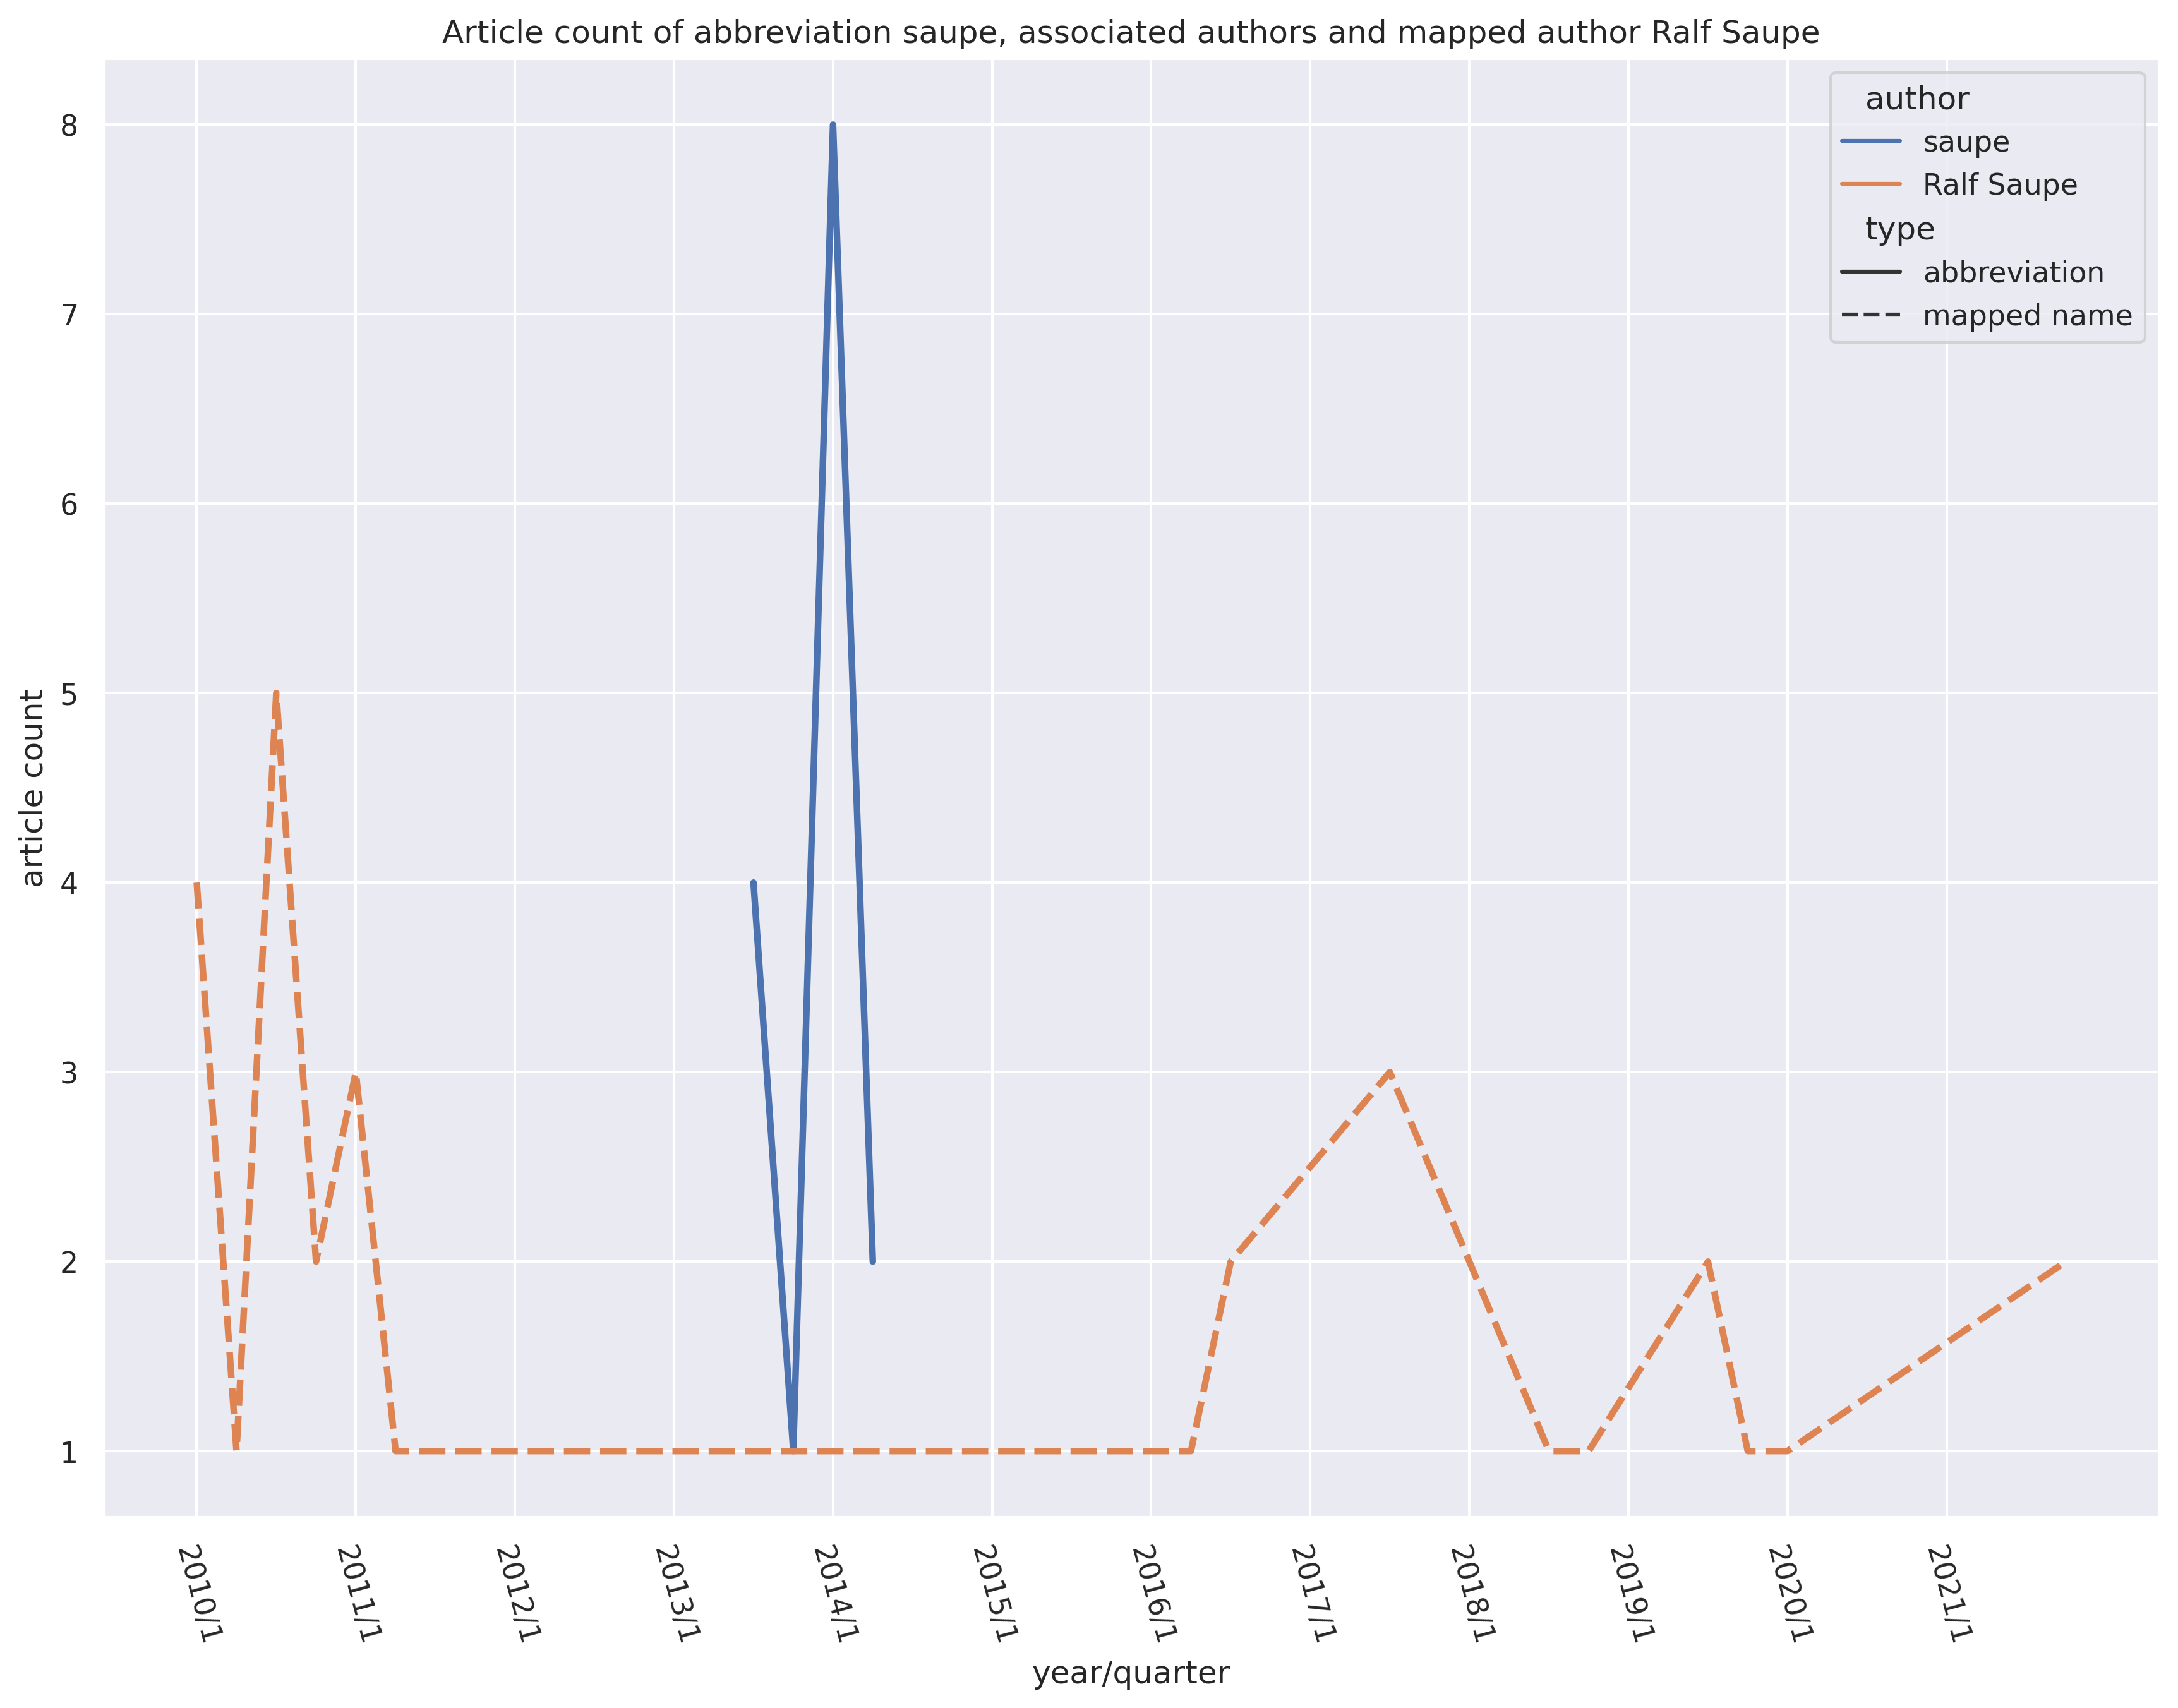 Article count of abbreviation saupe, associated authors and mapped author Ralf Saupe
author
saupe
Ralf Saupe
type
abbreviation
mapped name
article count
8
7
6
5
4
3
2
1
2010/1
2011/1
2012/1
2013/1
2014/1
2015/1
2016/1
2017/1
2018/1
2019/1
2020/1
2021/1
year/quarter